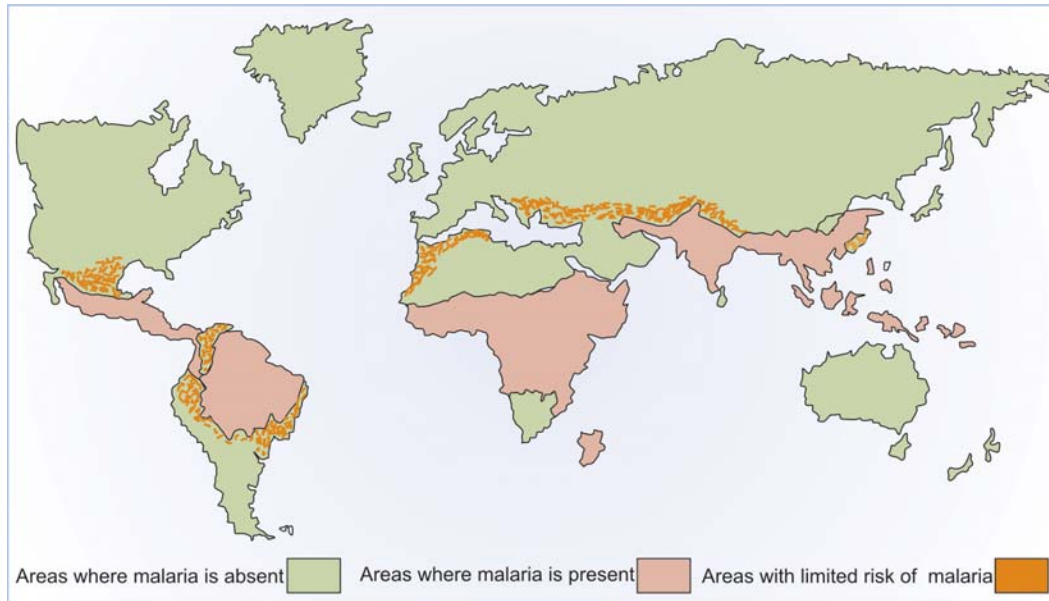 Areas where malaria is absent
Areas where malaria is present
Areas with limited risk of malaria